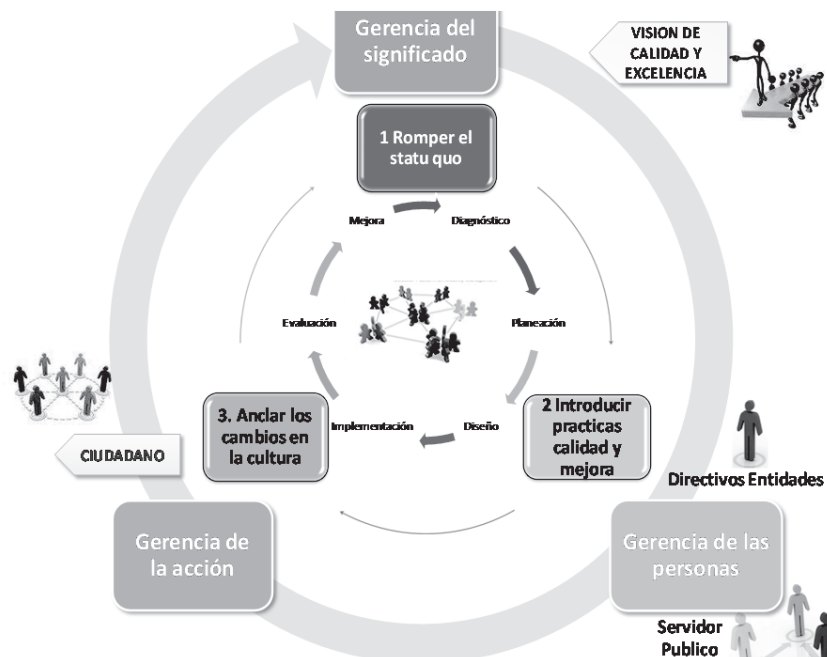 Gerencia del
significado
VISION DE
CALIDAD Y
EXCELENCIA
1 Romper el
statu quo
Mejora
Diagnóstico
Evaluación
Planeación
3. Anclar los
cambios en
la cultura
Implementación
Diseño
2 Introducir
practicas
calidad y
mejora
CIUDADANO
Directivos Entidades
Gerencia de
la acción
Gerencia de las
personas
Servidor
Publico